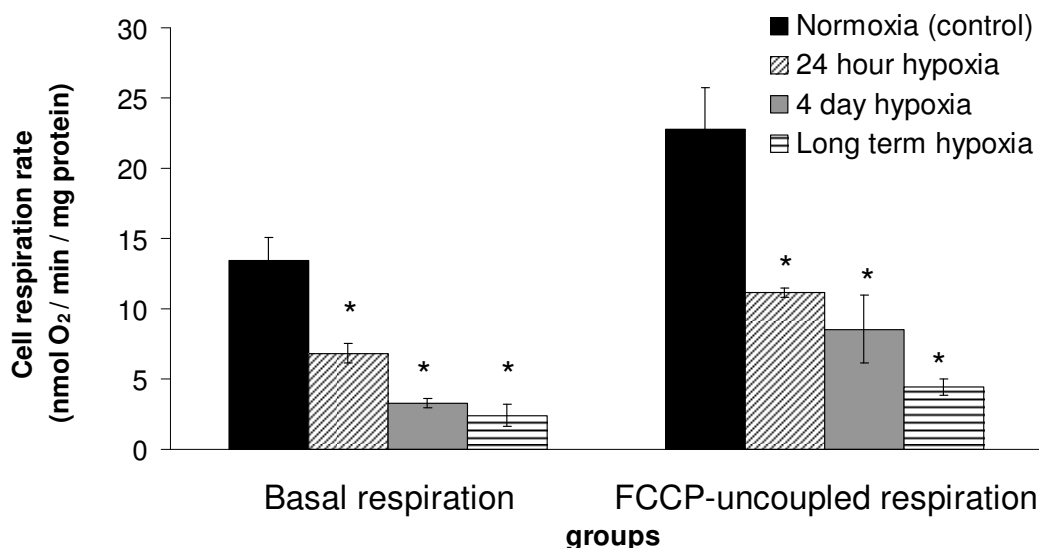 Cell respiration rate
(nmol O₂ / min / mg protein)
30
25
20
15
10
5
0
Normoxia (control)
24 hour hypoxia
4 day hypoxia
Long term hypoxia
*
*
*
*
*
*
Basal respiration
FCCP-uncoupled respiration
groups